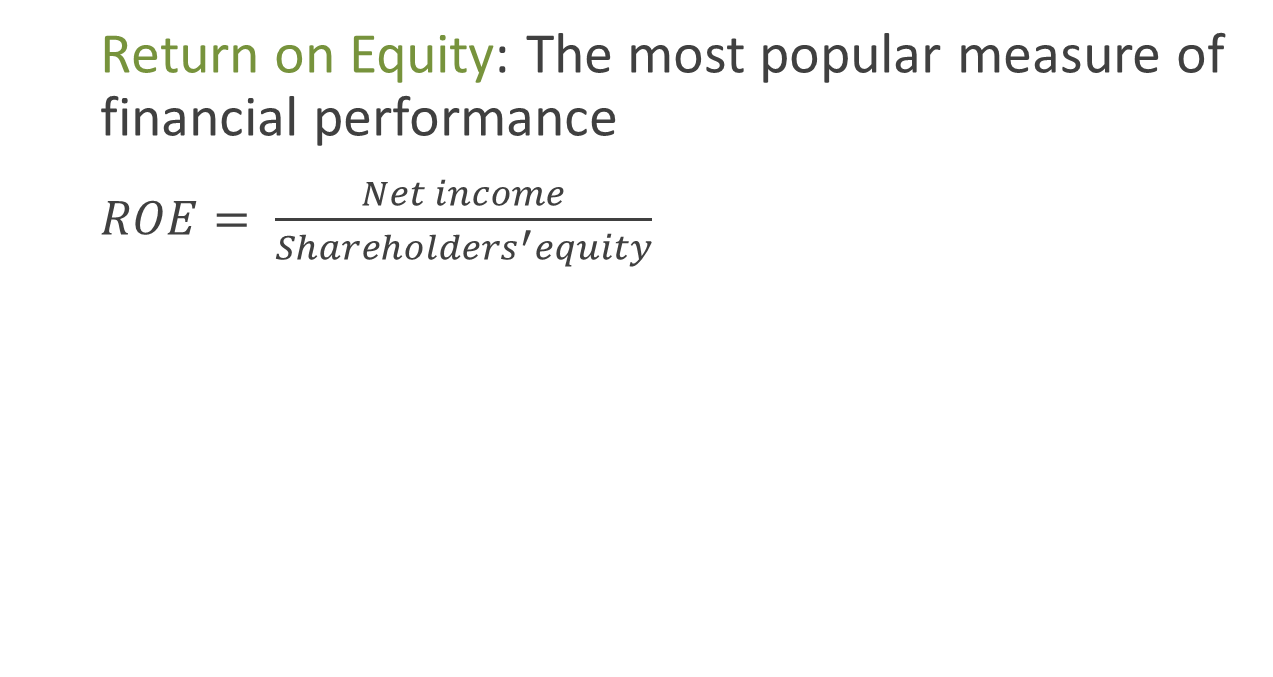 Return on Equity: The most popular measure of
financial performance
ROE = Net income
Shareholders'equity